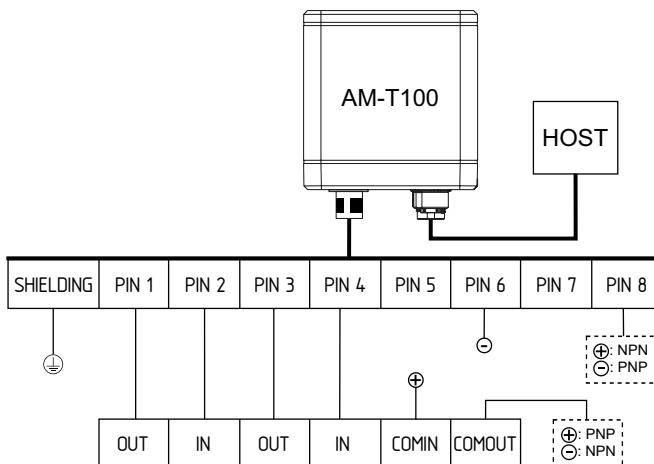 AM-T100
HOST
SHIELDING PIN 1 PIN 2 PIN 3 PIN 4 PIN 5 PIN 6 PIN 7 PIN 8
⊖
⊕: NPN
⊖: PNP
⊕
OUT IN OUT IN COMIN COMOUT
⊕: PNP
⊖: NPN